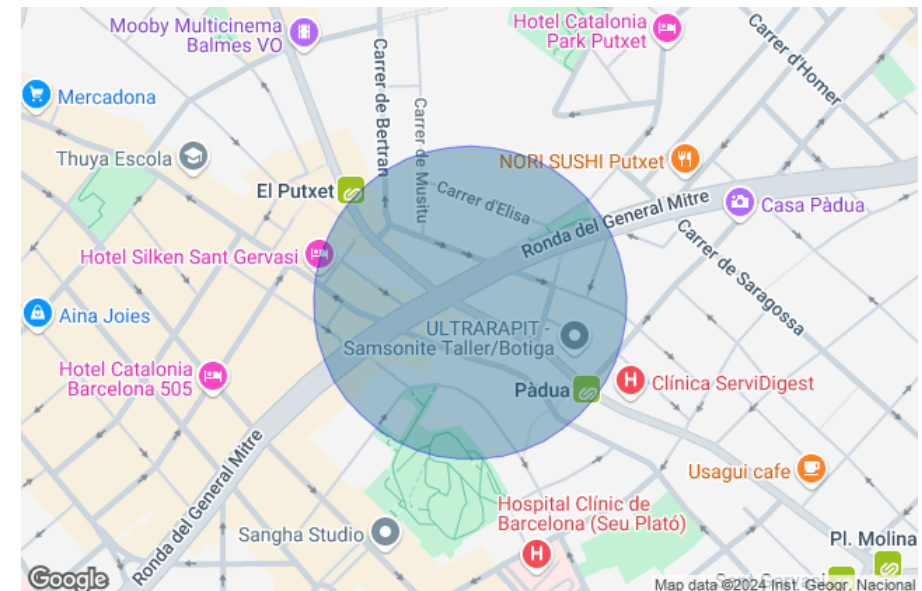 Mooby Multicinema
Balmes VO
Hotel Catalonia
Park Putxet
Carrer d'Homer
Carrer de Bertran
Mercadona
Carrer de Musitu
Thuya Escola
NORI SUSHI Putxet
El Putxet
Carrer d'Elisa
Casa Pàdua
Ronda del General Mitre
Hotel Silken Sant Gervasi
Carrer de Saragossa
Aina Joies
ULTRARAPIT -
Samsonite Taller/Botiga
Hotel Catalonia
Barcelona 505
Pàdua
H
Clínica ServiDigest
Ronda del General Mitre
Usagui cafe
Hospital Clínic de
Barcelona (Seu Plató)
H
Sangha Studio
Pl. Molina
Google
Map data ©2024 Inst. Geogr. Nacional